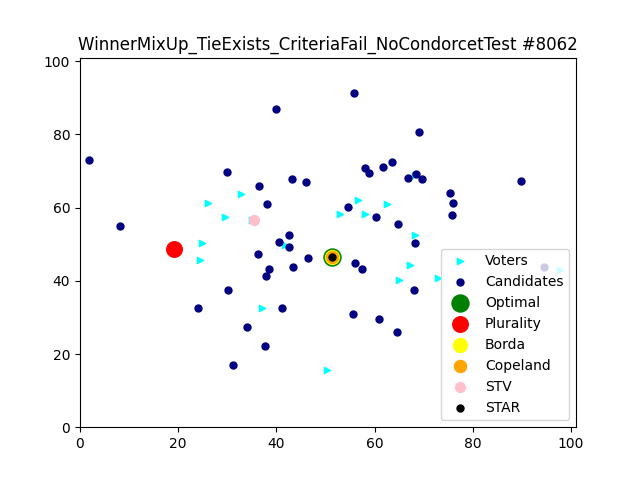 WinnerMixUp_TieExists_CriteriaFail_NoCondorcetTest #8062
100
80
60
40
20
0
0 20 40 60 80 100
Voters
Candidates
Optimal
Plurality
Borda
Copeland
STV
STAR